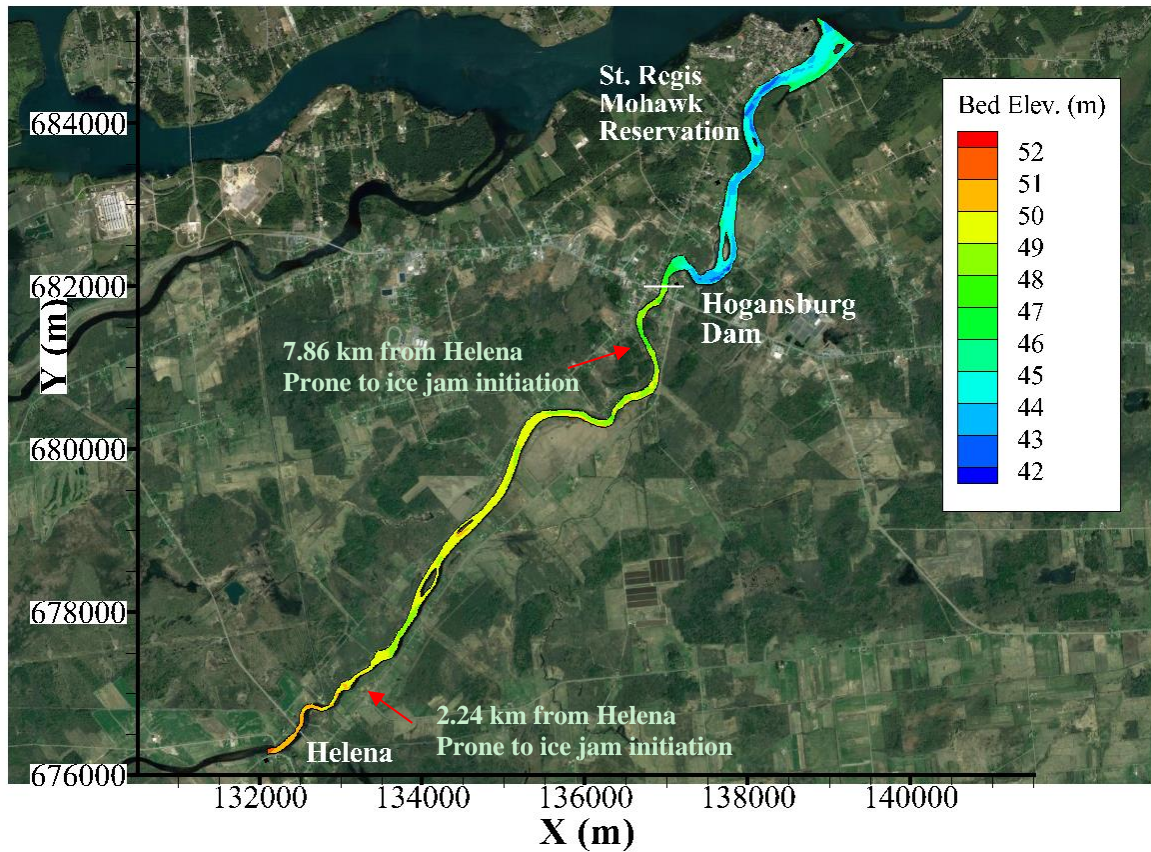 St. Regis
Mohawk
Reservation
Bed Elev. (m)
52
51
50
49
48
47
46
45
44
43
42
Hogansburg
Dam
7.86 km from Helena
Prone to ice jam initiation
2.24 km from Helena
Prone to ice jam initiation
Helena
Y (m)
684000
682000
680000
678000
676000
132000
134000
136000
138000
140000
X (m)